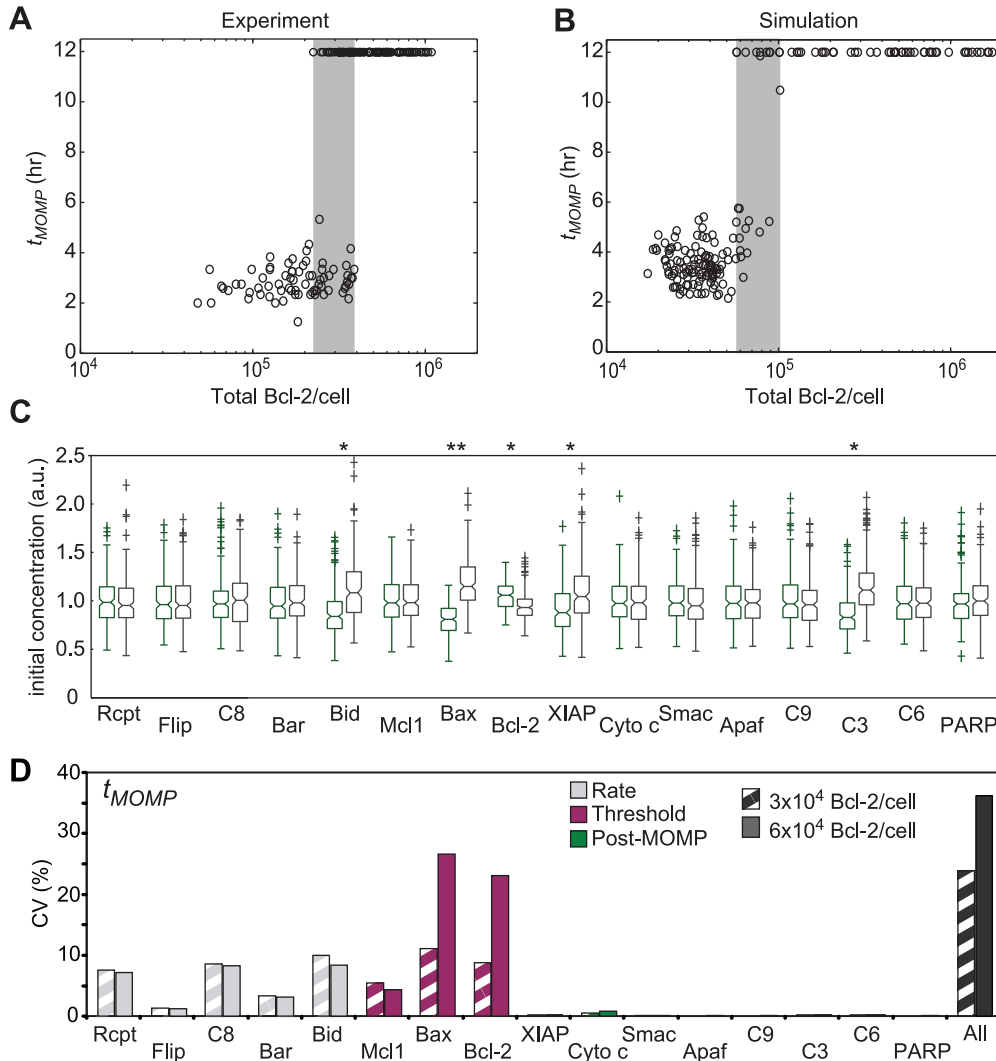 A
Experiment
12
10
8
6
4
2
0
t_MOMP (hr)
10^4
10^5
10^6
Total Bcl-2/cell
B
Simulation
12
10
8
6
4
2
0
t_MOMP (hr)
10^4
10^5
10^6
Total Bcl-2/cell
C
* ** * * *
2.5
2.0
1.5
1.0
0.5
0
initial concentration (a.u.)
Rcpt
Flip
C8
Bar
Bid
Mcl1
Bax
Bcl-2
XIAP
Cyto c
Smac
Apaf
C9
C3
C6
PARP
D
t_MOMP
40
30
20
10
0
CV (%)
Rate
Threshold
Post-MOMP
3x10^4 Bcl-2/cell
6x10^4 Bcl-2/cell
Rcpt
Flip
C8
Bar
Bid
Mcl1
Bax
Bcl-2
XIAP
Cyto c
Smac
Apaf
C9
C3
C6
PARP
All